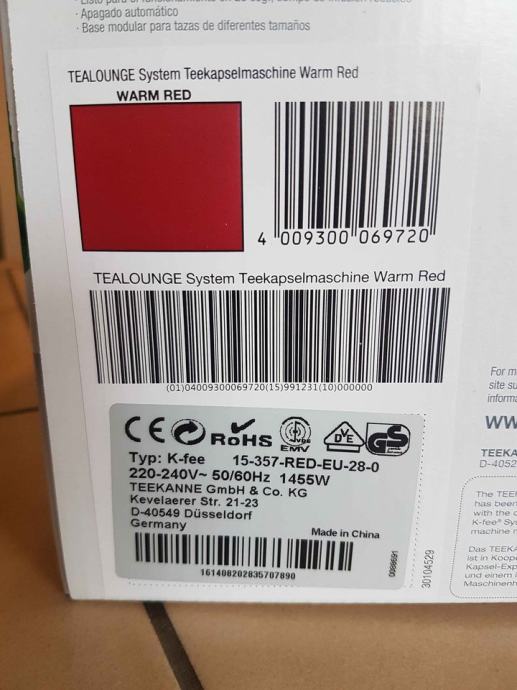 · Apagado automático
· Base modular para tazas de diferentes tamaños
TEALOUNGE System Teekapselmaschine Warm Red
WARM RED
4 009300 069720
TEALOUNGE System Teekapselmaschine Warm Red
(01)04009300069720(15)991231(10)000000
CE RoHS EMV VDE GS
Typ: K-fee 15-357-RED-EU-28-0
220-240V~ 50/60Hz 1455W
TEEKANNE GmbH & Co. KG
Kevelaerer Str. 21-23
D-40549 Düsseldorf
Germany
Made in China
161408202835707890
0098691
30104529
For m
site su
informa
ww
TEEKA
D-4052
The TEE
has been
with the c
K-fee® Sy
machine
Das TEEK
ist in Koop
Kapsel-Exp
und einem
Maschinenh